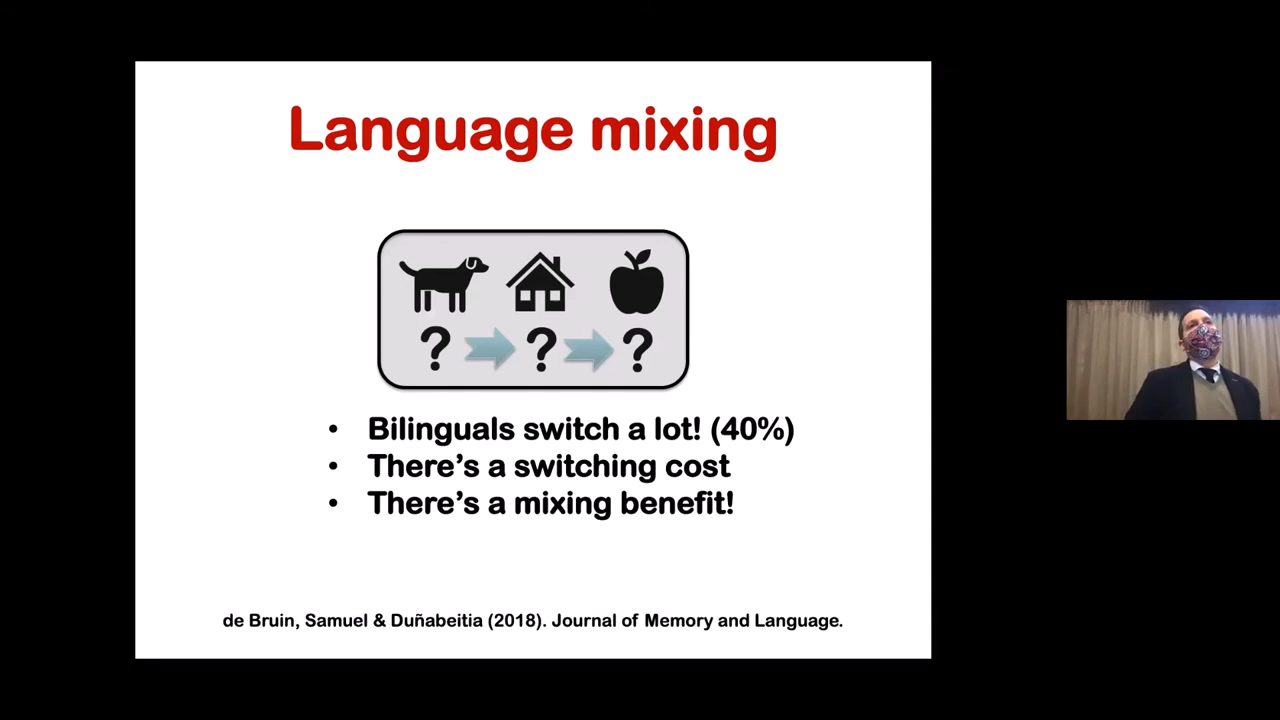 Language mixing
? ? ?
• Bilinguals switch a lot! (40%)
• There's a switching cost
• There's a mixing benefit!
de Bruin, Samuel & Duñabeitia (2018). Journal of Memory and Language.